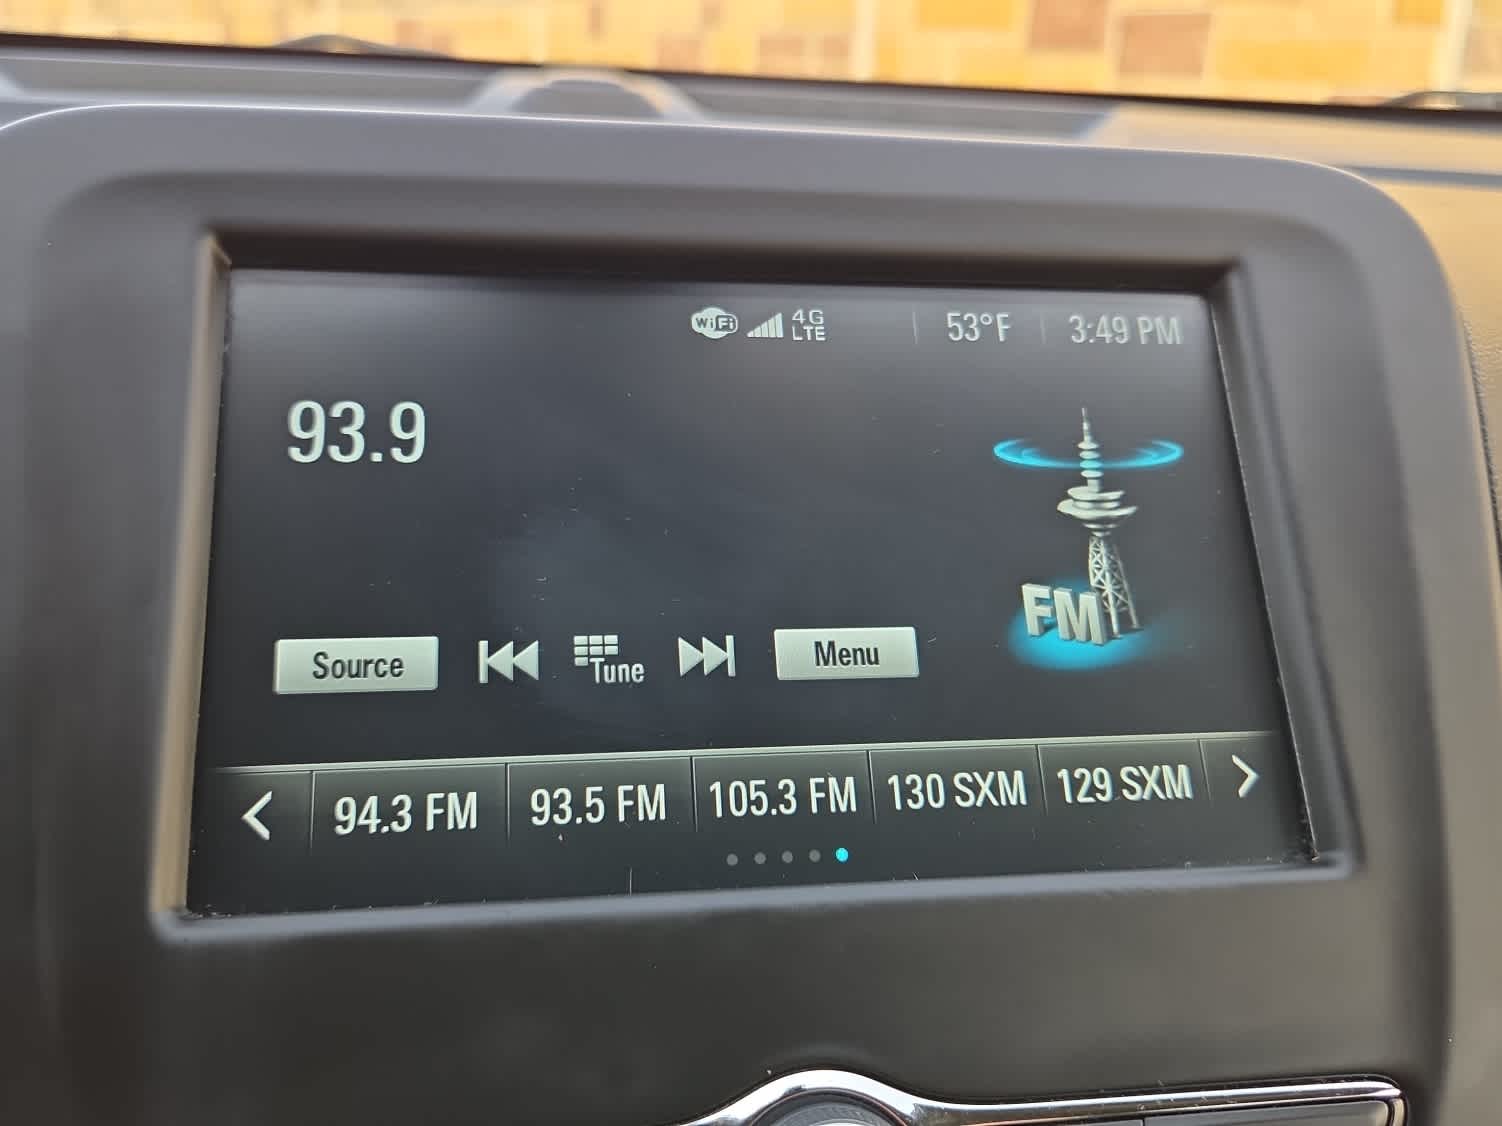 WiFi 4G LTE 53°F 3:49 PM
93.9
FM
Source Tune Menu
94.3 FM 93.5 FM 105.3 FM 130 SXM 129 SXM